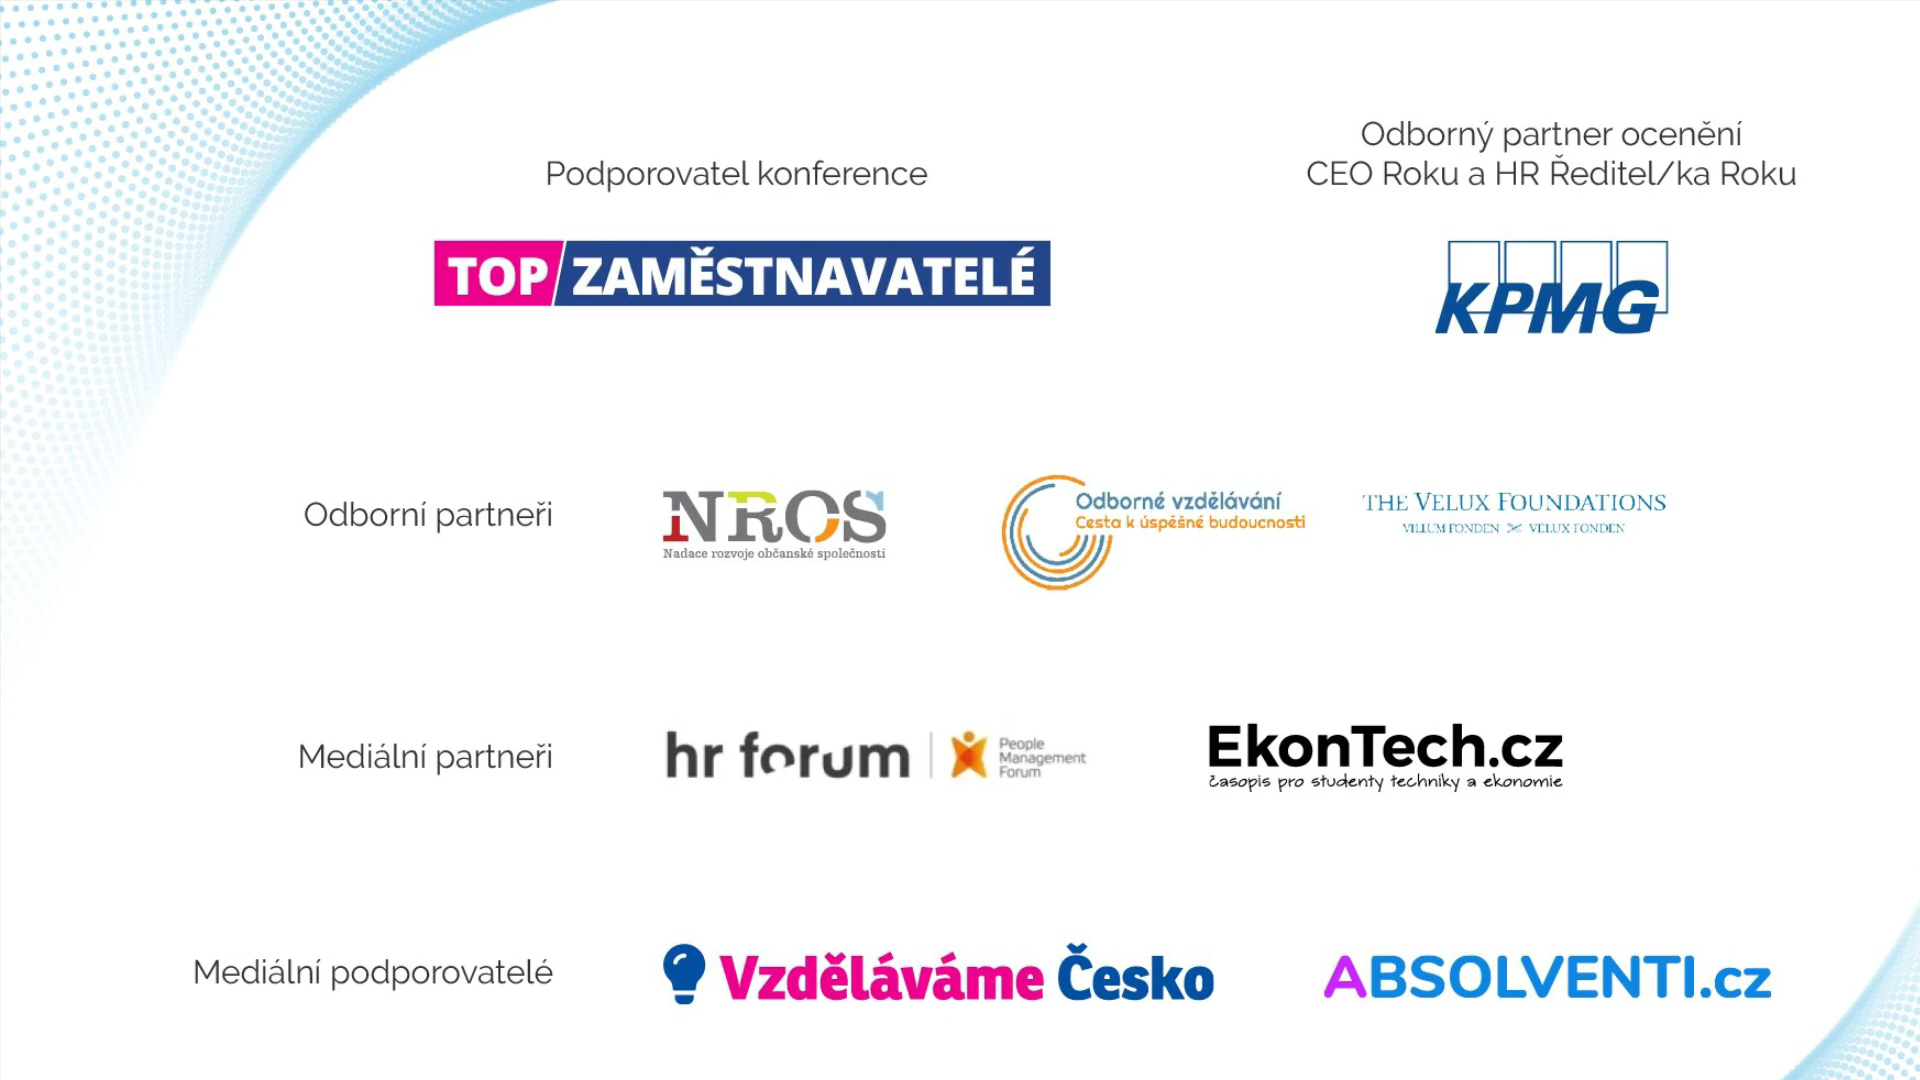 Podporovatel konference
TOP ZAMĚSTNAVATELÉ
Odborný partner ocenění
CEO Roku a HR Ředitel/ka Roku
KPMG
Odborní partneři
NROS
Nadace rozvoje občanské společnosti
Odborné vzdělávání
Cesta k úspěšné budoucnosti
THE VELUX FOUNDATIONS
VILLUM FONDEN VELUX FONDEN
Mediální partneři
hr forum
People
Management
Forum
EkonTech.cz
časopis pro studenty techniky a ekonomie
Mediální podporovatelé
Vzděláváme Česko
ABSOLVENTI.cz